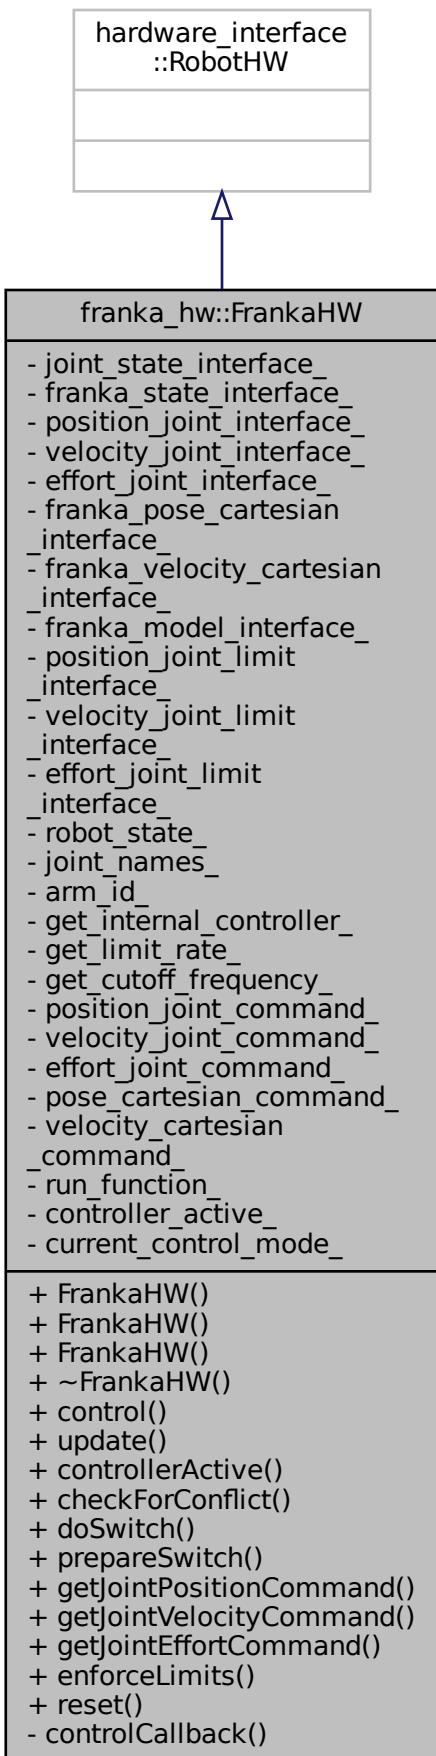 hardware_interface
::RobotHW
franka_hw::FrankaHW
- joint_state_interface_
- franka_state_interface_
- position_joint_interface_
- velocity_joint_interface_
- effort_joint_interface_
- franka_pose_cartesian
_interface_
- franka_velocity_cartesian
_interface_
- franka_model_interface_
- position_joint_limit
_interface_
- velocity_joint_limit
_interface_
- effort_joint_limit
_interface_
- robot_state_
- joint_names_
- arm_id_
- get_internal_controller_
- get_limit_rate_
- get_cutoff_frequency_
- position_joint_command_
- velocity_joint_command_
- effort_joint_command_
- pose_cartesian_command_
- velocity_cartesian
_command_
- run_function_
- controller_active_
- current_control_mode_
+ FrankaHW()
+ FrankaHW()
+ FrankaHW()
+ ~FrankaHW()
+ control()
+ update()
+ controllerActive()
+ checkForConflict()
+ doSwitch()
+ prepareSwitch()
+ getJointPositionCommand()
+ getJointVelocityCommand()
+ getJointEffortCommand()
+ enforceLimits()
+ reset()
- controlCallback()